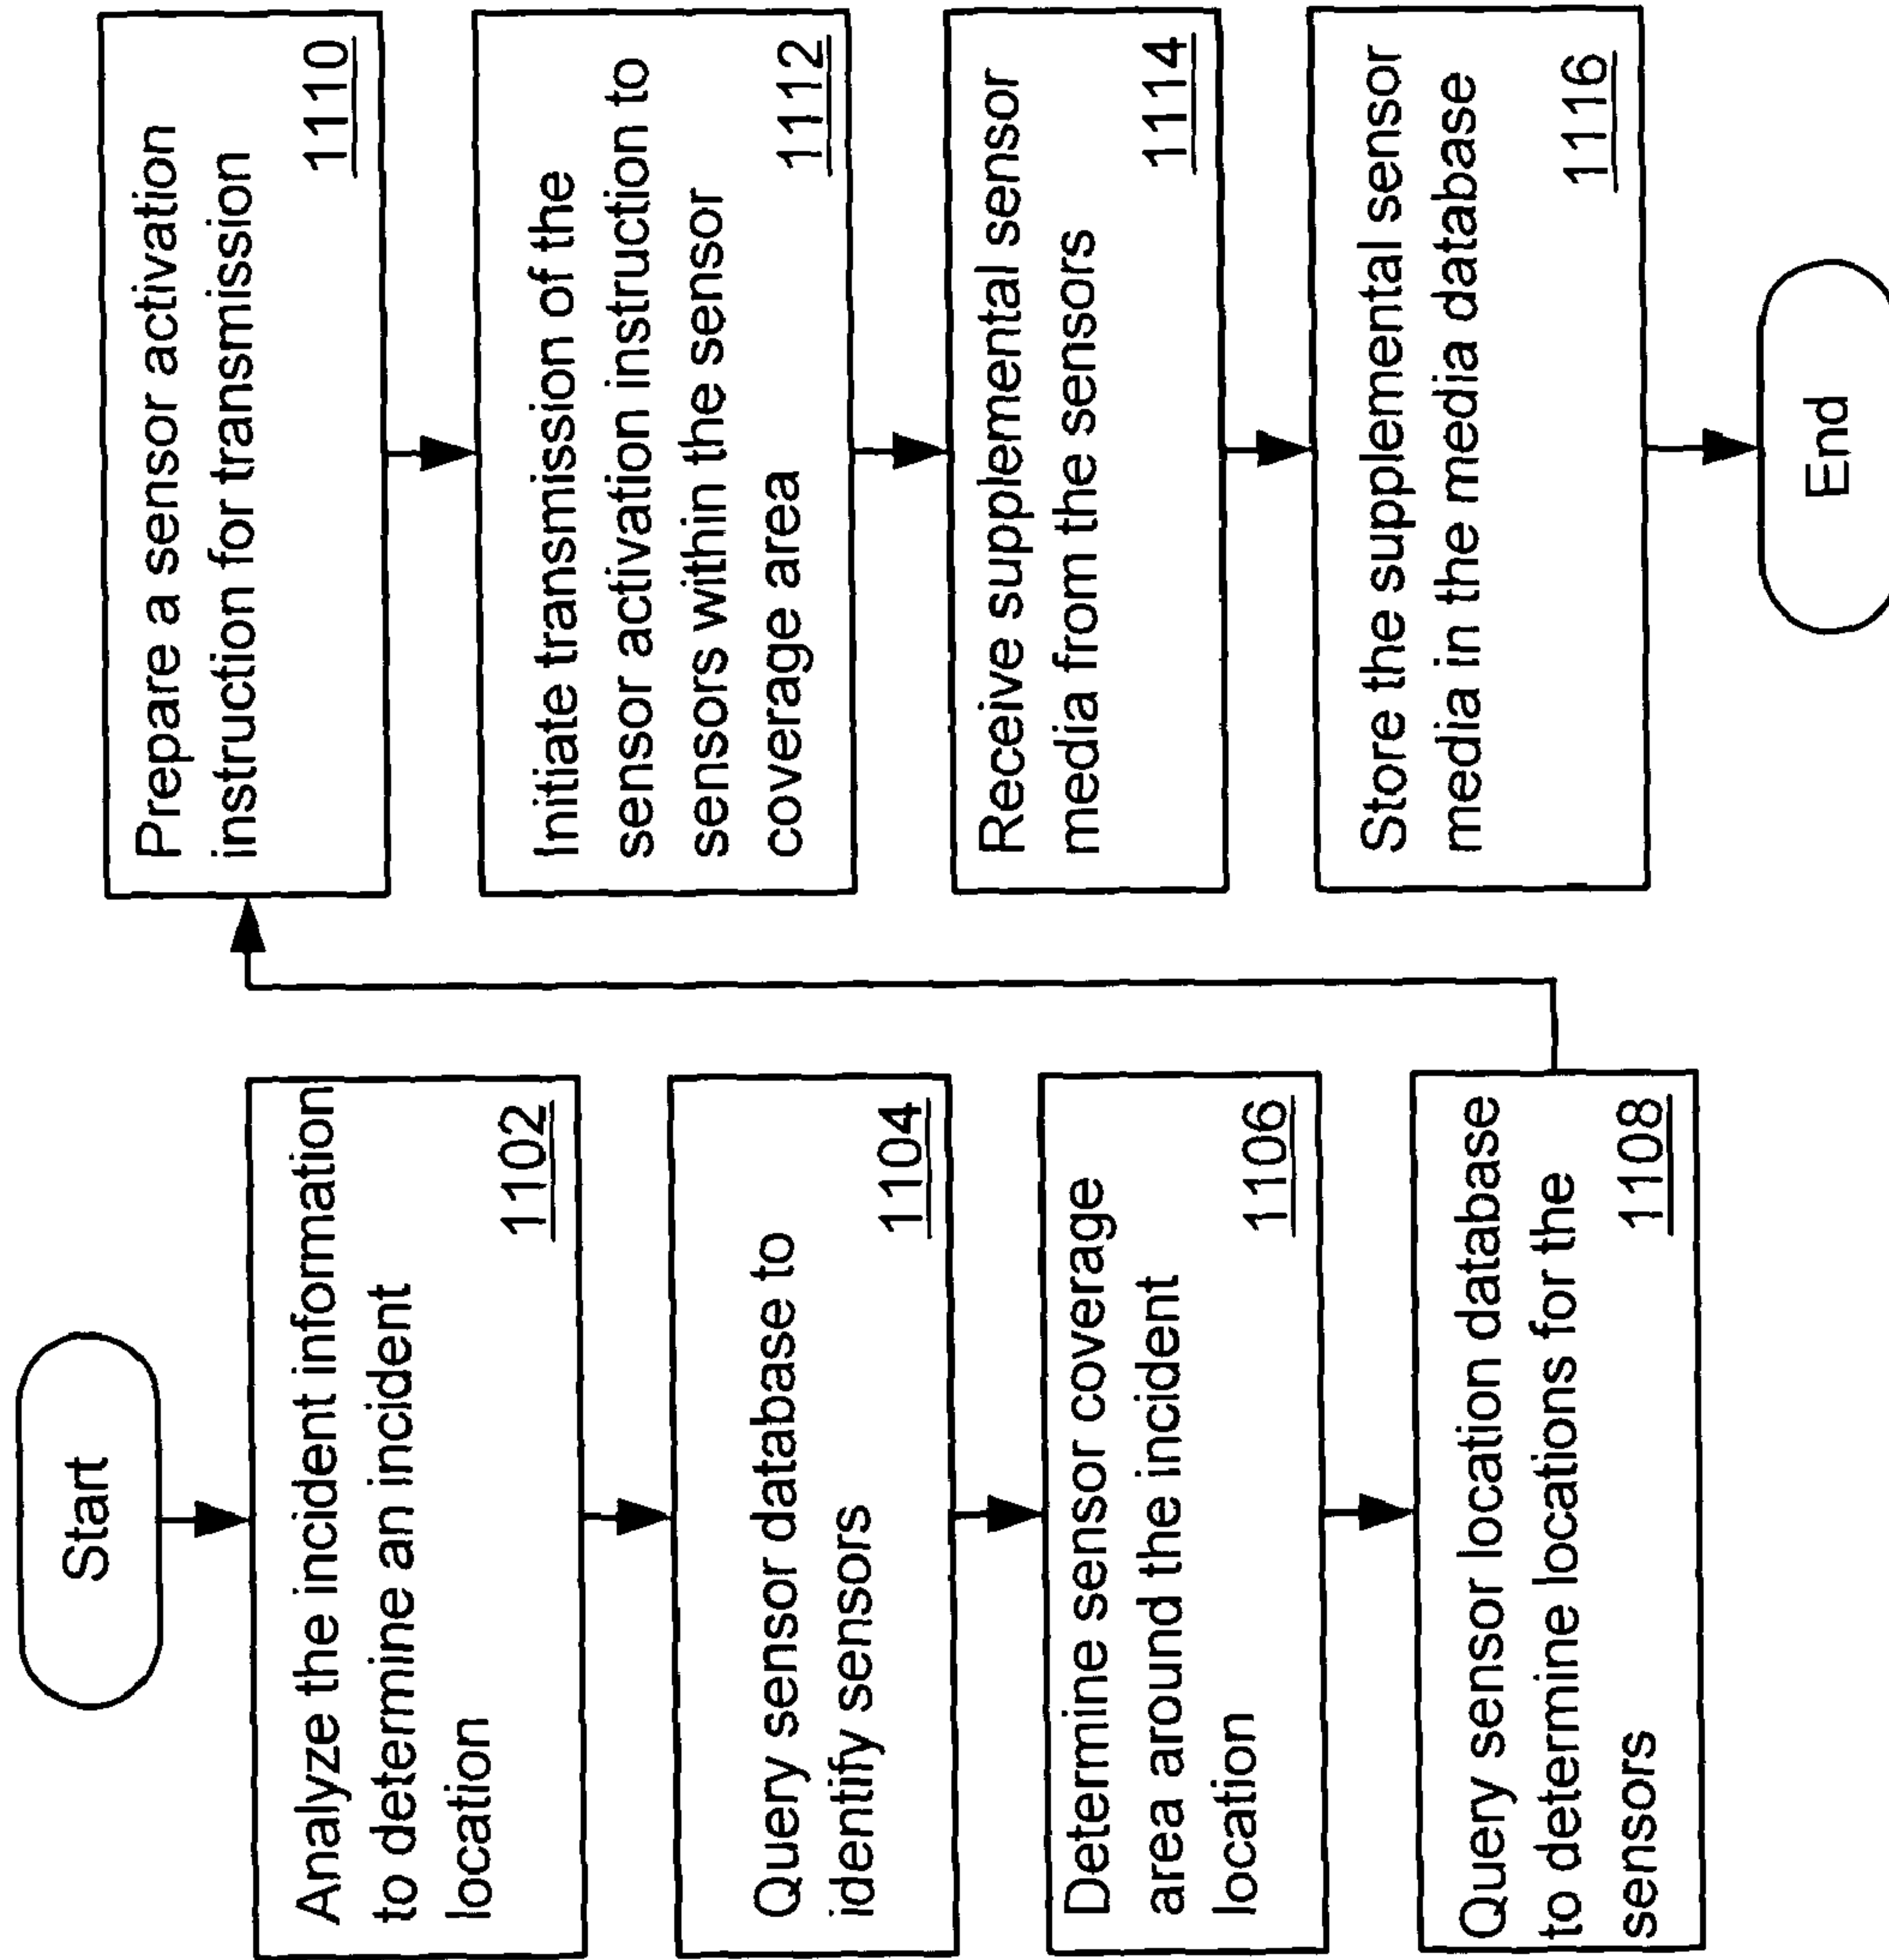 Start
Analyze the incident information
to determine an incident
location
1102
Query sensor database to
identify sensors
1104
Determine sensor coverage
area around the incident
location
1106
Query sensor location database
to determine locations for the
sensors
1108
Prepare a sensor activation
instruction for transmission
1110
Initiate transmission of the
sensor activation instruction to
sensors within the sensor
coverage area
1112
Receive supplemental sensor
media from the sensors
1114
Store the supplemental sensor
media in the media database
1116
End